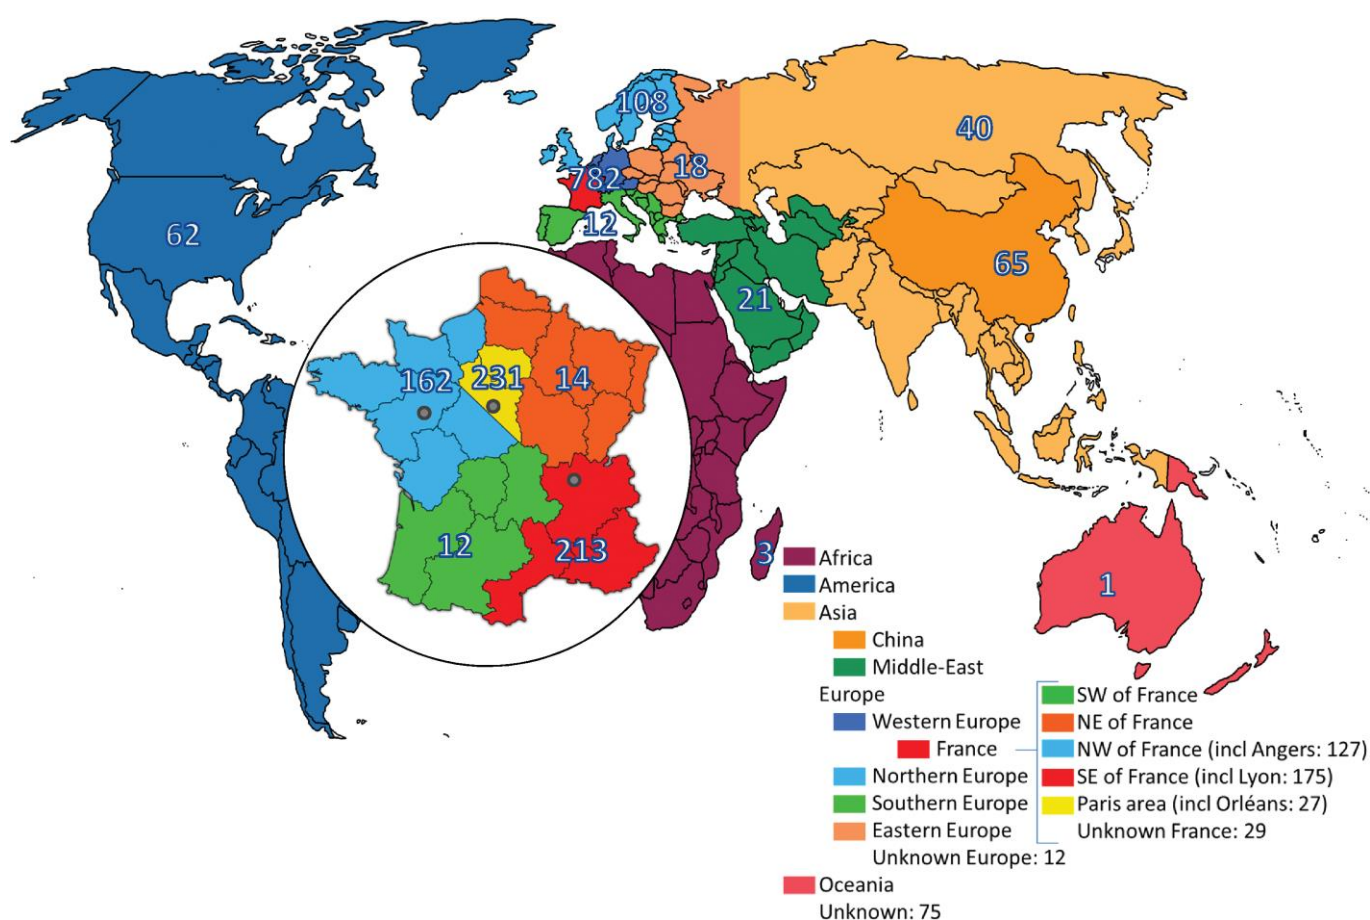 108
40
782
18
62
12
65
21
162
231
14
12
213
3
1
Africa
America
Asia
China
Middle-East
Europe
Western Europe
France
Northern Europe
Southern Europe
Eastern Europe
Unknown Europe: 12
Oceania
Unknown: 75
SW of France
NE of France
NW of France (incl Angers: 127)
SE of France (incl Lyon: 175)
Paris area (incl Orléans: 27)
Unknown France: 29